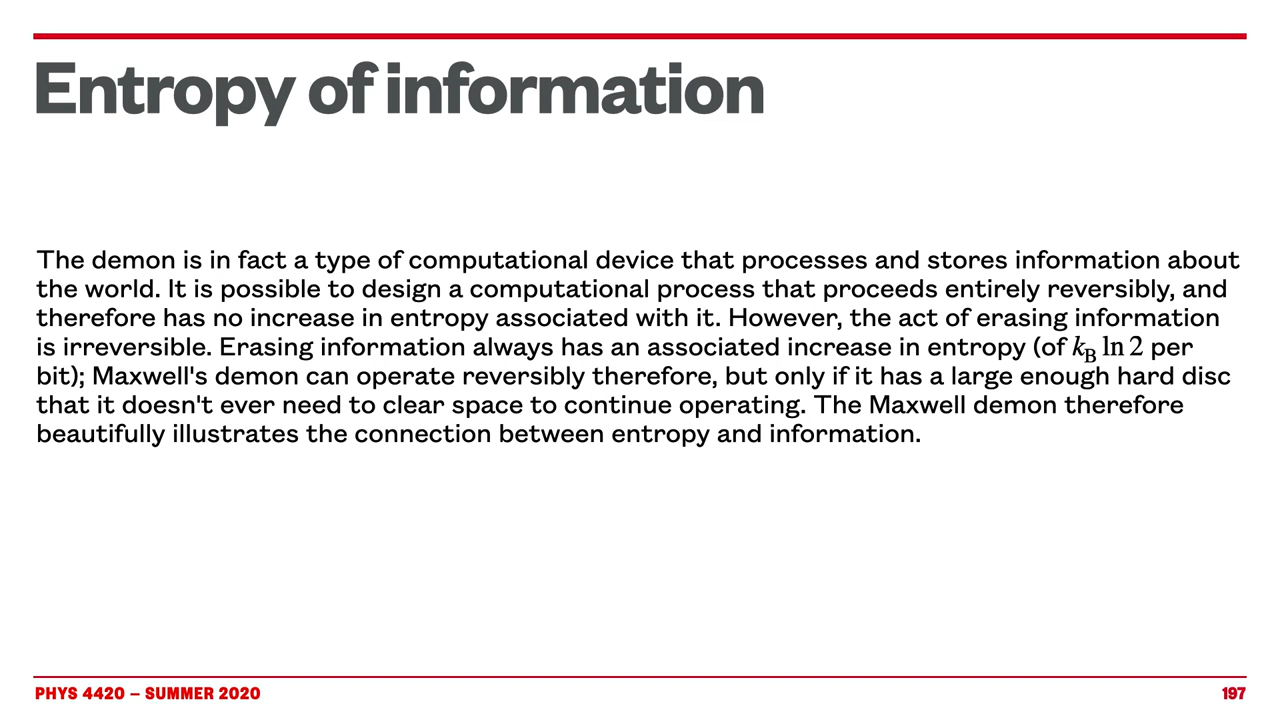 Entropy of information
The demon is in fact a type of computational device that processes and stores information about
the world. It is possible to design a computational process that proceeds entirely reversibly, and
therefore has no increase in entropy associated with it. However, the act of erasing information
is irreversible. Erasing information always has an associated increase in entropy (of k_B ln 2 per
bit); Maxwell's demon can operate reversibly therefore, but only if it has a large enough hard disc
that it doesn't ever need to clear space to continue operating. The Maxwell demon therefore
beautifully illustrates the connection between entropy and information.
PHYS 4420 – SUMMER 2020
197